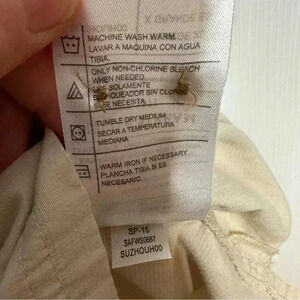 MACHINE WASH WARM.
LAVAR A MAQUINA CON AGUA
TIBIA.
ONLY NON-CHLORINE BLEACH
WHEN NEEDED.
SOLAMENTE
BLANQUEADOR SIN CLORO
NECESITA.
TUMBLE DRY MEDIUM
SECAR A TEMPERATURA
MEDIANA
WARM IRON IF NECESSARY
PLANCHA TIBIA SI ES
NECESARIO
SP-15
SAFWS0667
SUZHOUH00